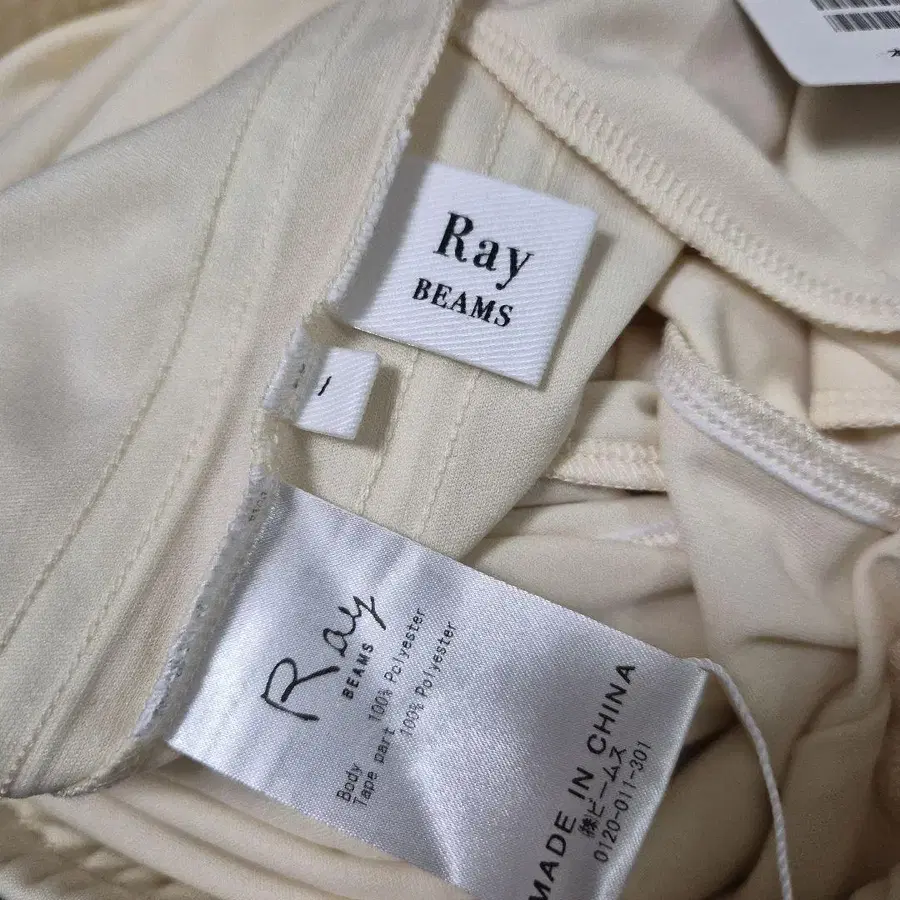 Ray
BEAMS
1
Ray
BEAMS
Body 100% Polyester
Tape part 100% Polyester
MADE IN CHINA
㈱ビームス
0120-011-301